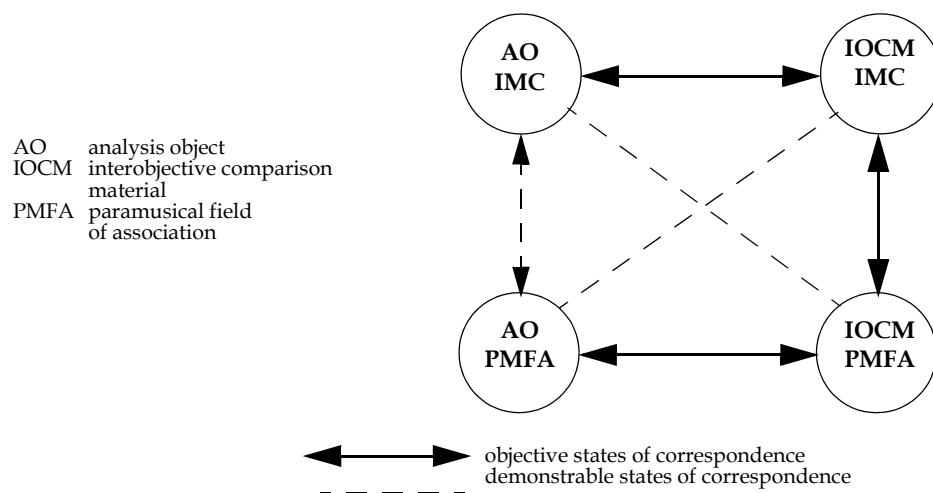 AO
IMC
IOCM
IMC
AO analysis object
IOCM interobjective comparison
material
PMFA paramusical field
of association
AO
PMFA
IOCM
PMFA
objective states of correspondence
demonstrable states of correspondence